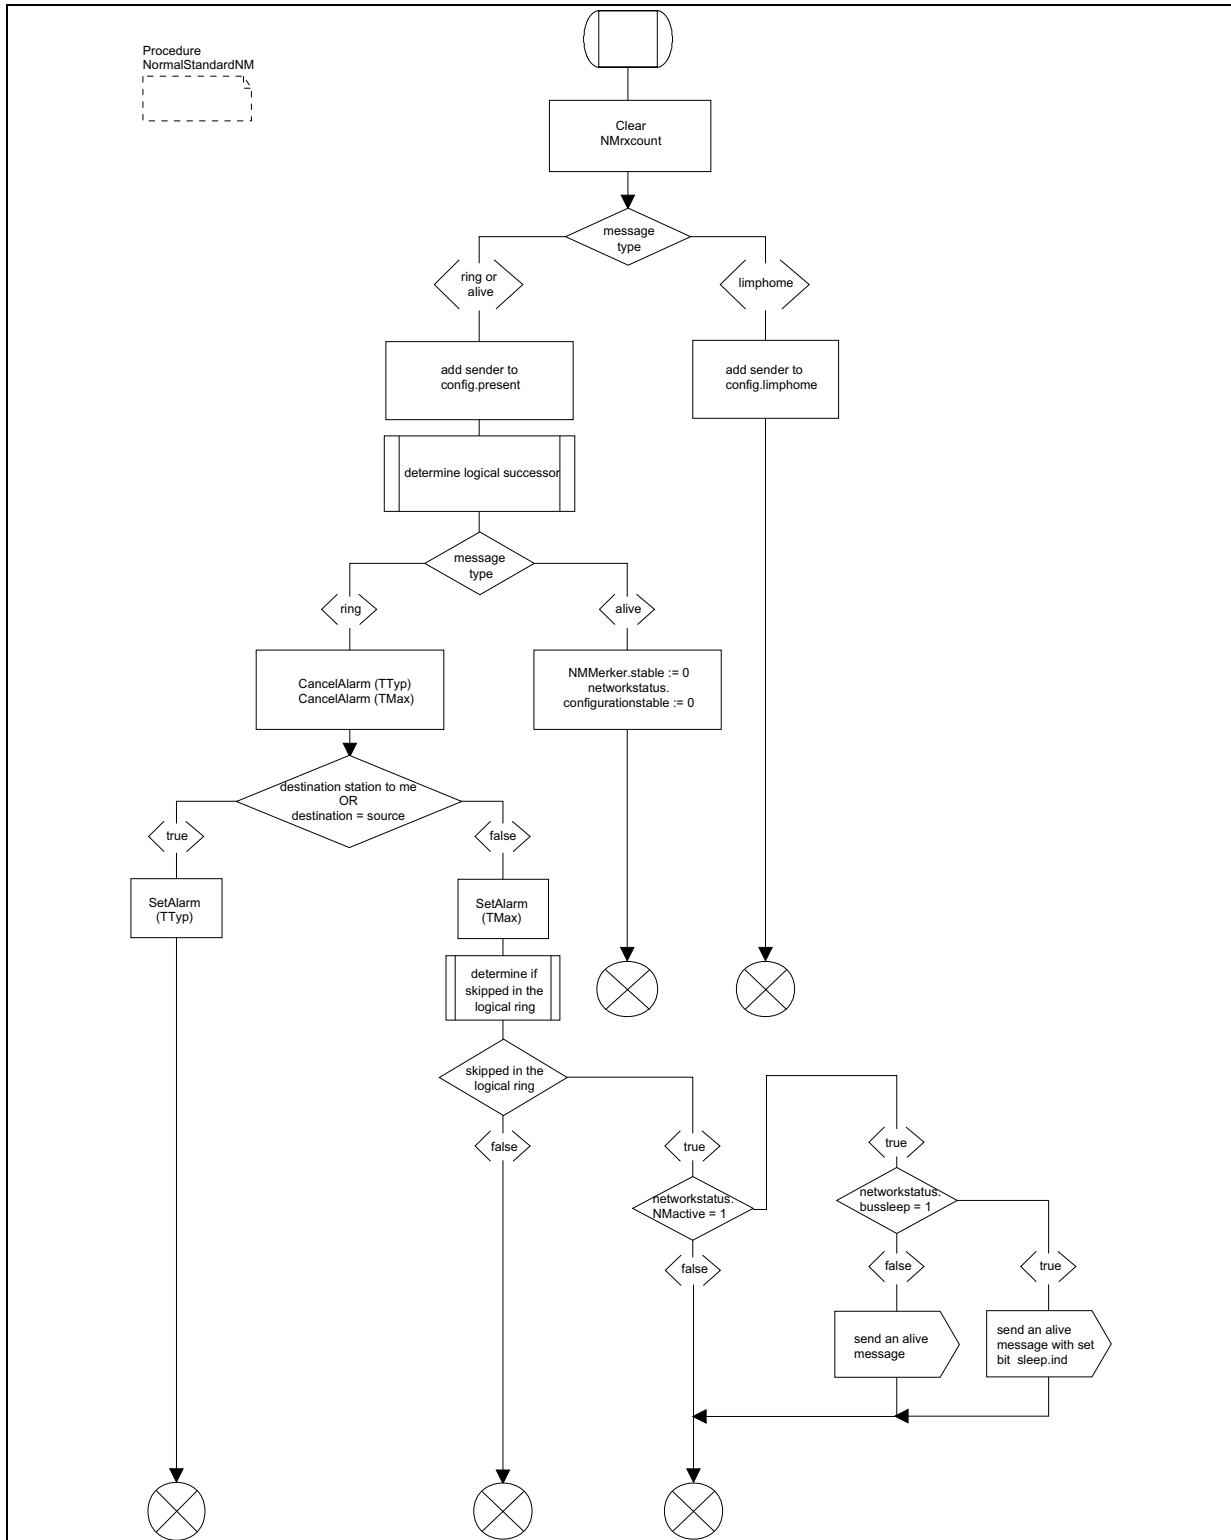 Procedure
NormalStandardNM
Clear
NMrxcount
message
type
ring or
alive
limphome
add sender to
config.present
add sender to
config.limphome
determine logical successor
message
type
ring
alive
CancelAlarm (TTyp)
CancelAlarm (TMax)
NMMerker.stable := 0
networkstatus.
configurationstable := 0
destination station to me
OR
destination = source
true
false
SetAlarm
(TTyp)
SetAlarm
(TMax)
determine if
skipped in the
logical ring
skipped in the
logical ring
false
true
true
networkstatus.
NMactive = 1
networkstatus.
bussleep = 1
false
false
true
send an alive
message
send an alive
message with set
bit sleep.ind